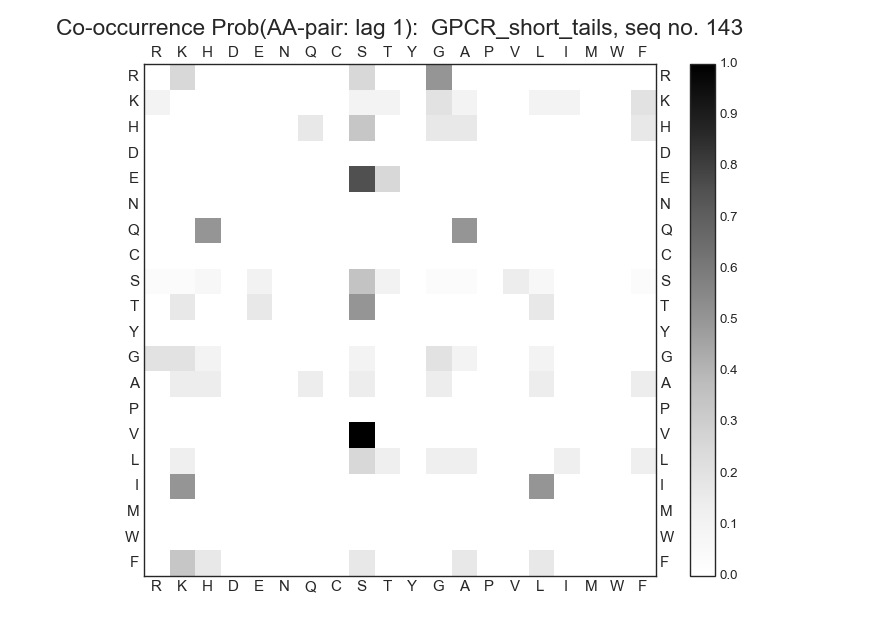 Co-occurrence Prob(AA-pair: lag 1):  GPCR_short_tails, seq no. 143
R K H D E N Q C S T Y G A P V L I M W F
R R
K K
H H
D D
E E
N N
Q Q
C C
S S
T T
Y Y
G G
A A
P P
V V
L L
I I
M M
W W
F F
R K H D E N Q C S T Y G A P V L I M W F
1.0
0.9
0.8
0.7
0.6
0.5
0.4
0.3
0.2
0.1
0.0